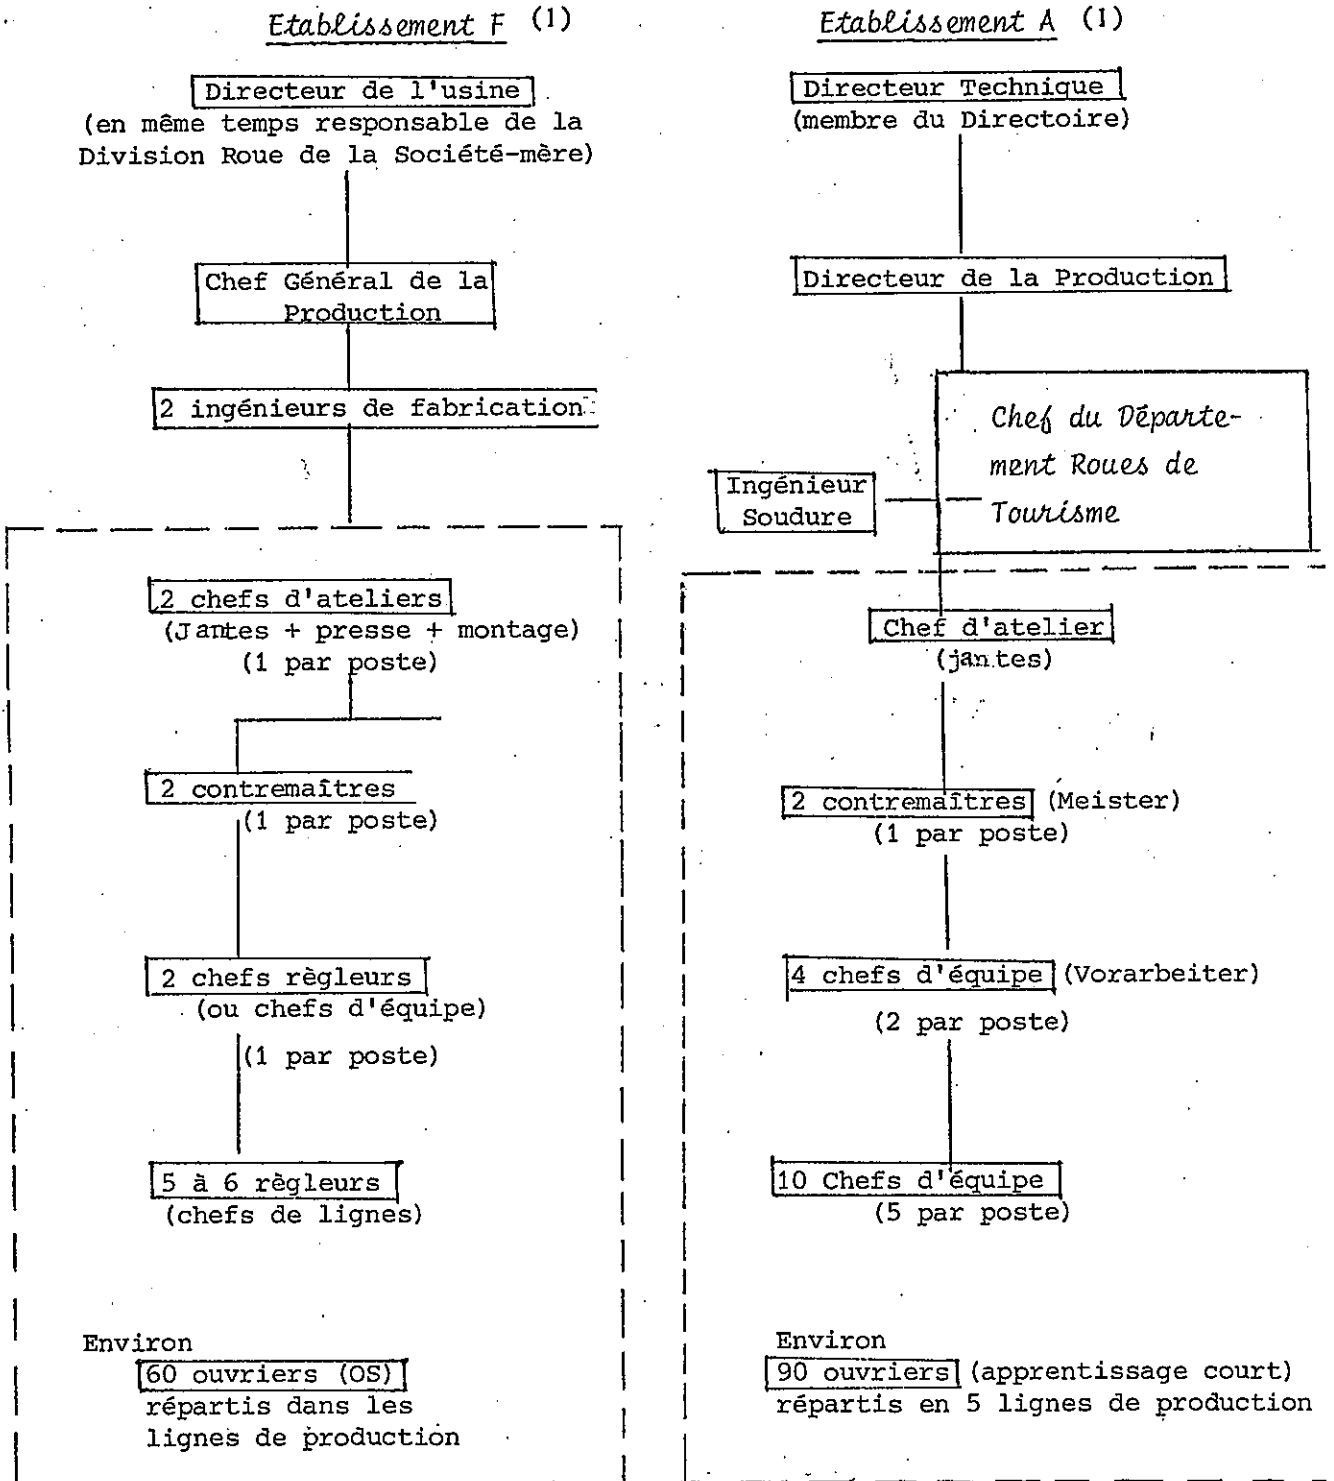 Etablissement F (1)
Directeur de l'usine
(en même temps responsable de la
Division Roue de la Société-mère)
Chef Général de la
Production
2 ingénieurs de fabrication
2 chefs d'ateliers
(Jantes + presse + montage)
(1 par poste)
2 contremaîtres
(1 par poste)
2 chefs règleurs
(ou chefs d'équipe)
(1 par poste)
5 à 6 règleurs
(chefs de lignes)
Environ
60 ouvriers (OS)
répartis dans les
lignes de production
Etablissement A (1)
Directeur Technique
(membre du Directoire)
Directeur de la Production
Chef du Départe-
ment Roues de
Tourisme
Ingénieur
Soudure
Chef d'atelier
(jantes)
2 contremaîtres (Meister)
(1 par poste)
4 chefs d'équipe (Vorarbeiter)
(2 par poste)
10 Chefs d'équipe
(5 par poste)
Environ
90 ouvriers (apprentissage court)
répartis en 5 lignes de production